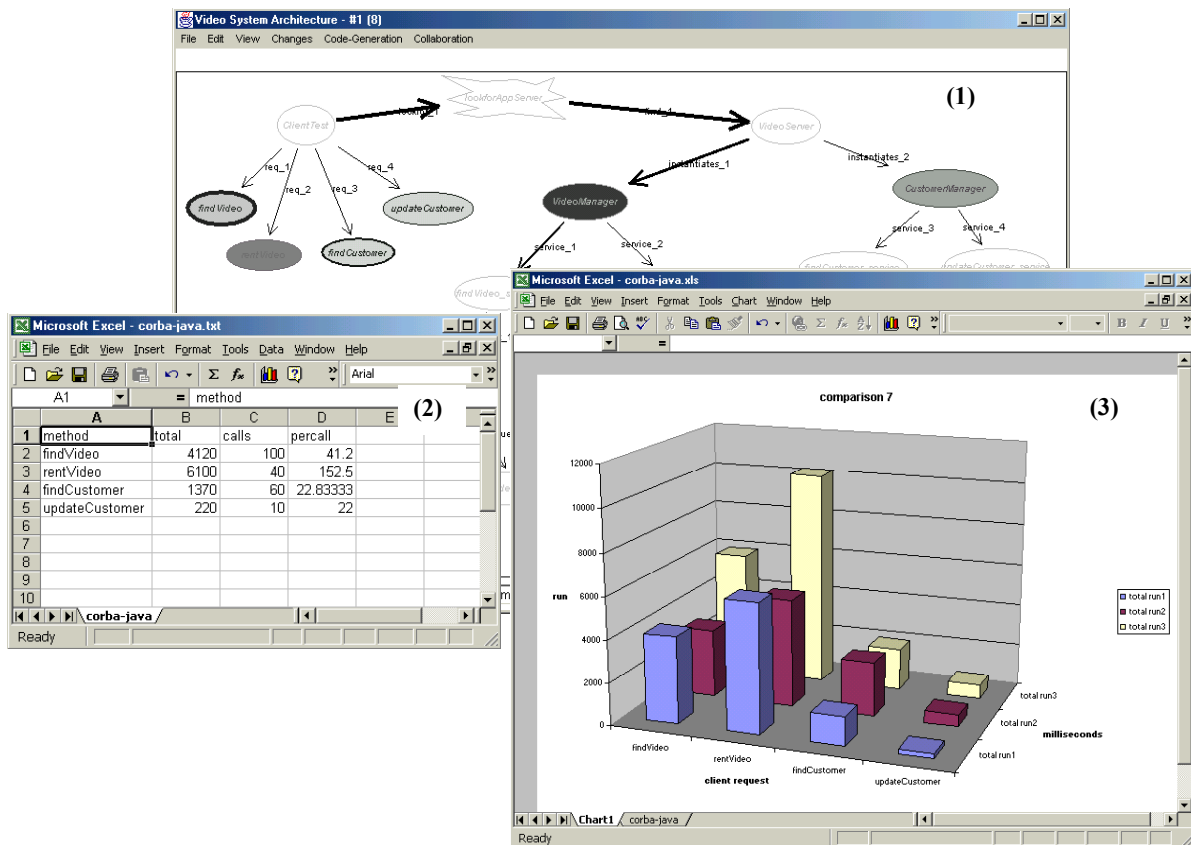 Video System Architecture - #1 (8)
File Edit View Changes Code-Generation Collaboration
(1)
lookforAppServer
ClientTest
VideoServer
instantiates_1
instantiates_2
req_1
req_2
req_3
req_4
findVideo
rentVideo
findCustomer
updateCustomer
VideoManager
CustomerManager
service_1
service_2
service_3
service_4
findCustomer_service
updateCustomer_service
Microsoft Excel - corba-java.txt
File Edit View Insert Format Tools Data Window Help
Arial
A1 = method
(2)
A B C D E
1 method total calls percall
2 findVideo 4120 100 41.2
3 rentVideo 6100 40 152.5
4 findCustomer 1370 60 22.83333
5 updateCustomer 220 10 22
6
7
8
9
10
corba-java
Ready
Microsoft Excel - corba-java.xls
File Edit View Insert Format Tools Chart Window Help
B I U
=
comparison 7
(3)
12000
10000
8000
6000
4000
2000
0
run
findVideo
rentVideo
findCustomer
updateCustomer
client request
total run1
total run2
total run3
milliseconds
total run1
total run2
total run3
Chart1 corba-java
Ready